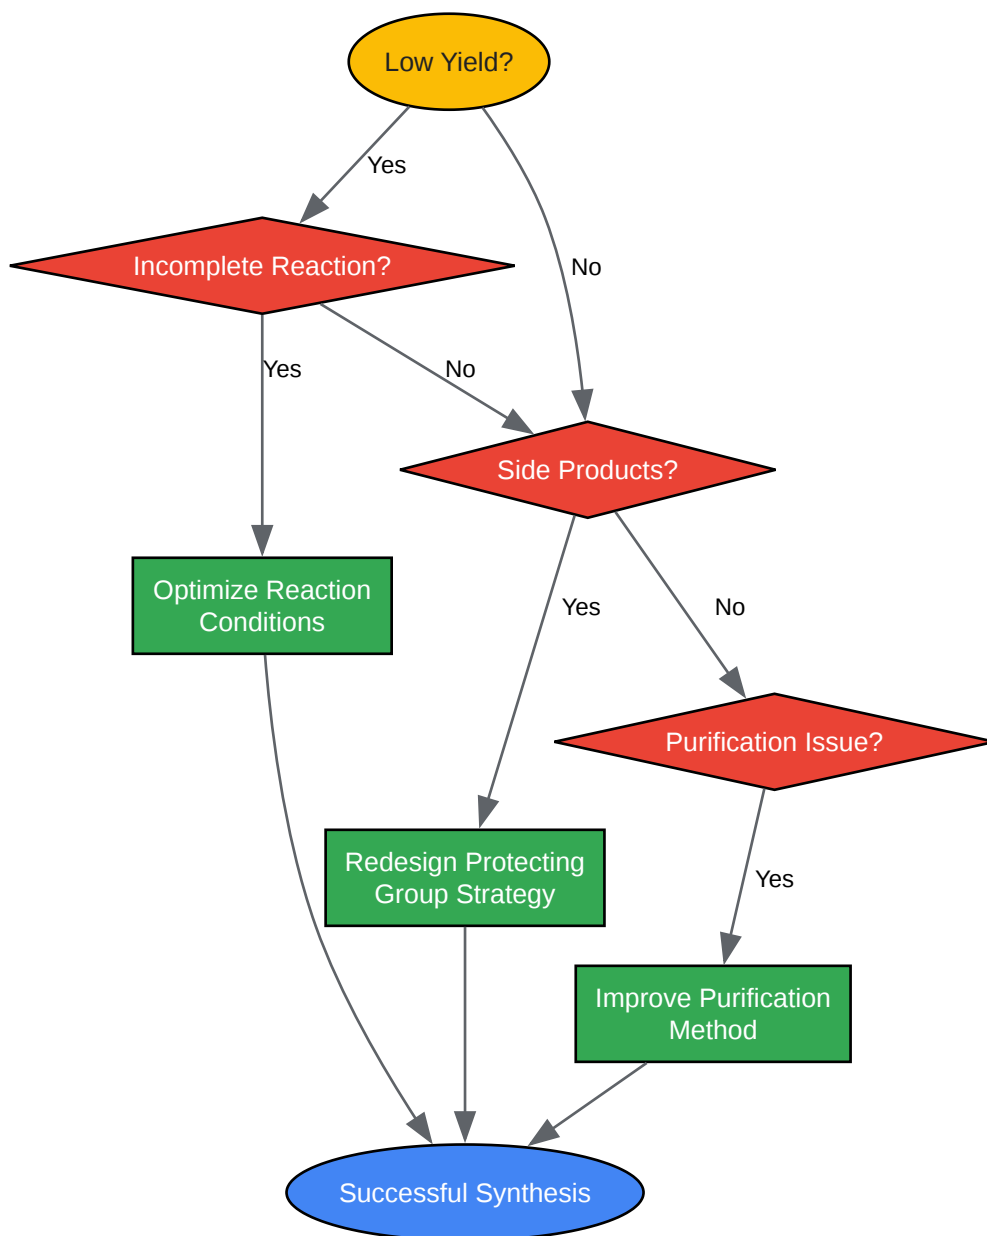 Low Yield?
Yes
Incomplete Reaction?
No
Yes
No
Side Products?
Optimize Reaction
Conditions
Yes
No
Purification Issue?
Redesign Protecting
Group Strategy
Yes
Improve Purification
Method
Successful Synthesis